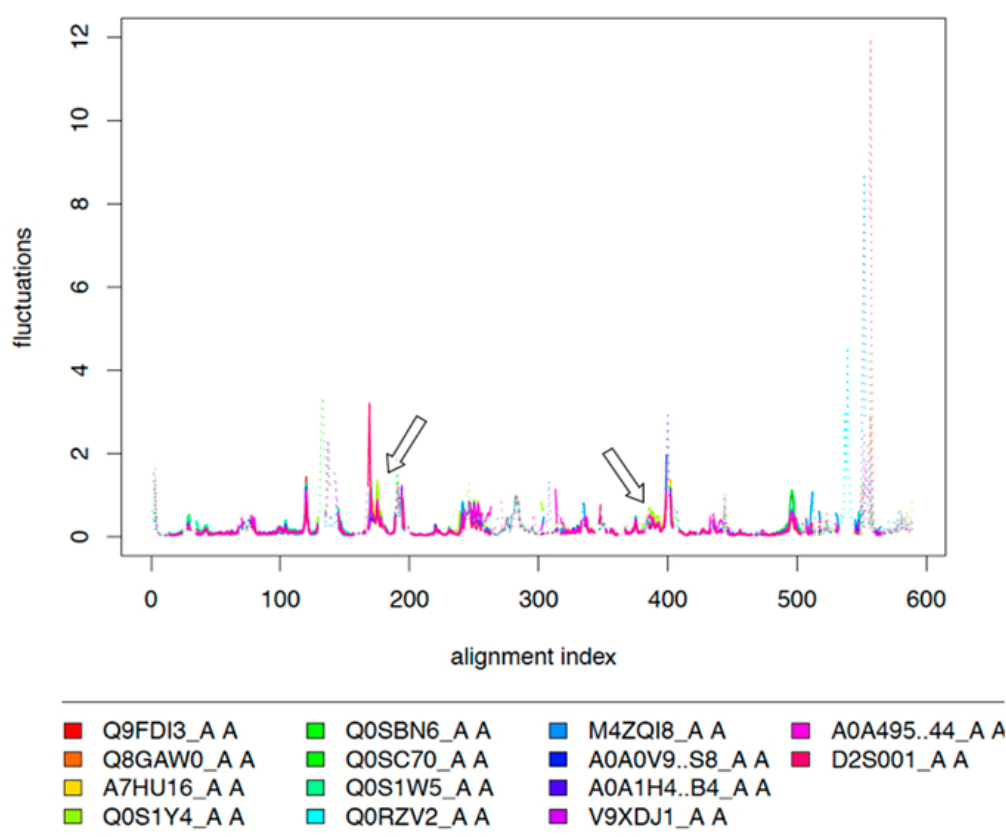 12
10
8
6
4
2
0
fluctuations
0 100 200 300 400 500 600
alignment index
Q9FDI3_A A Q0SBN6_A A M4ZQI8_A A A0A495..44_A A
Q8GAW0_A A Q0SC70_A A A0A0V9..S8_A A D2S001_A A
A7HU16_A A Q0S1W5_A A A0A1H4..B4_A A
Q0S1Y4_A A Q0RZV2_A A V9XDJ1_A A